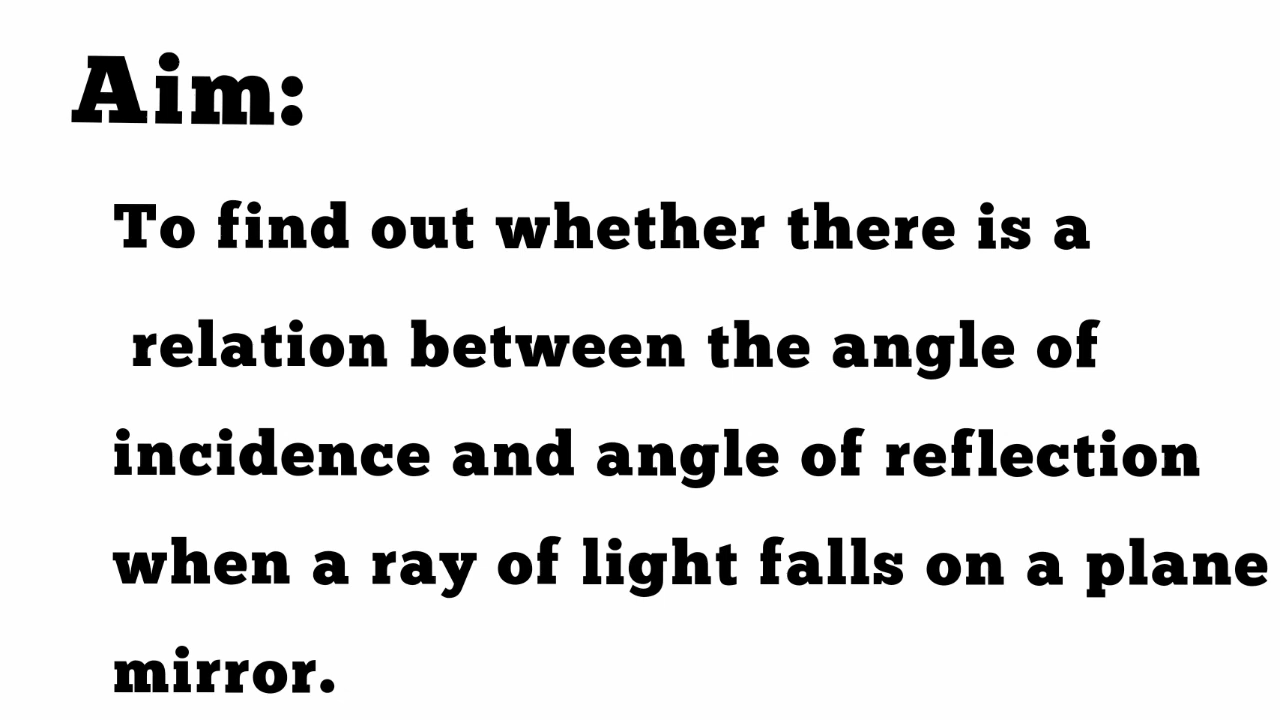 Aim:
To find out whether there is a
relation between the angle of
incidence and angle of reflection
when a ray of light falls on a plane
mirror.